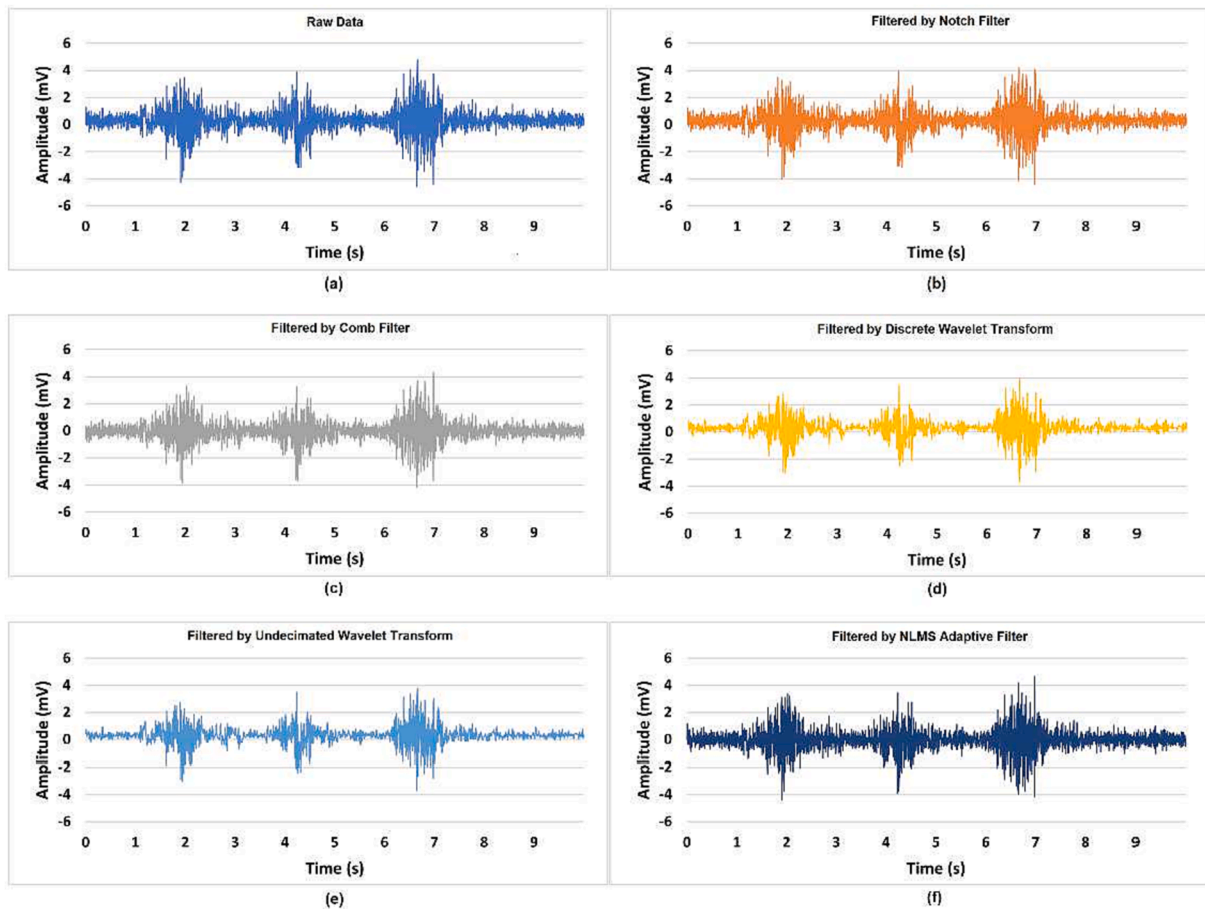 Raw Data
Amplitude (mV)
6
4
2
0
-2
-4
-6
0 1 2 3 4 5 6 7 8 9
Time (s)
(a)
Filtered by Notch Filter
Amplitude (mV)
6
4
2
0
-2
-4
-6
0 1 2 3 4 5 6 7 8 9
Time (s)
(b)
Filtered by Comb Filter
Amplitude (mV)
6
4
2
0
-2
-4
-6
0 1 2 3 4 5 6 7 8 9
Time (s)
(c)
Filtered by Discrete Wavelet Transform
Amplitude (mV)
6
4
2
0
-2
-4
-6
0 1 2 3 4 5 6 7 8 9
Time (s)
(d)
Filtered by Undecimated Wavelet Transform
Amplitude (mV)
6
4
2
0
-2
-4
-6
0 1 2 3 4 5 6 7 8 9
Time (s)
(e)
Filtered by NLMS Adaptive Filter
Amplitude (mV)
6
4
2
0
-2
-4
-6
0 1 2 3 4 5 6 7 8 9
Time (s)
(f)